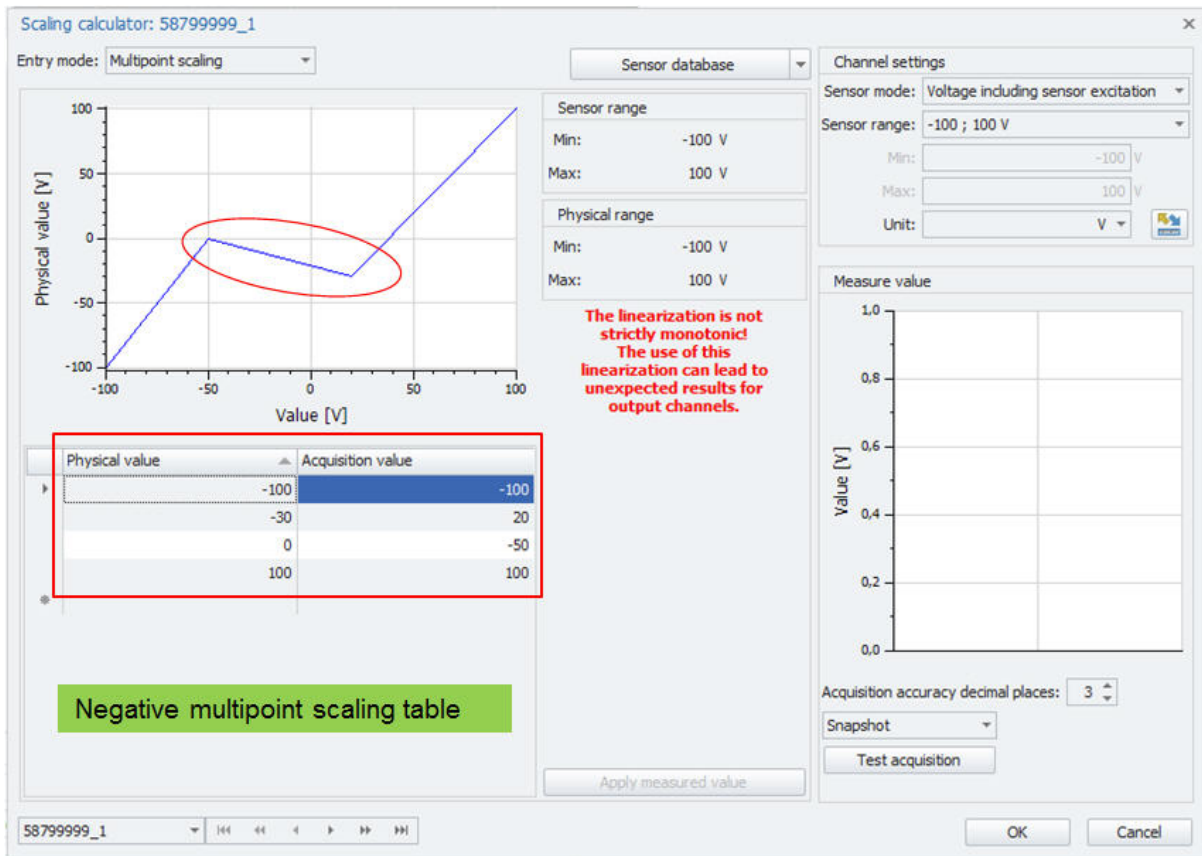 Scaling calculator: 58799999_1
Entry mode: Multipoint scaling
Sensor database
100
50
0
-50
-100
Physical value [V]
-100 -50 0 50 100
Value [V]
Sensor range
Min: -100 V
Max: 100 V
Physical range
Min: -100 V
Max: 100 V
The linearization is not
strictly monotonic!
The use of this
linearization can lead to
unexpected results for
output channels.
Physical value Acquisition value
-100 -100
-30 20
0 -50
100 100
Negative multipoint scaling table
Apply measured value
Channel settings
Sensor mode: Voltage including sensor excitation
Sensor range: -100 ; 100 V
Min: -100 V
Max: 100 V
Unit: V
Measure value
1,0
0,8
0,6
0,4
0,2
0,0
Value [V]
Acquisition accuracy decimal places: 3
Snapshot
Test acquisition
58799999_1
OK Cancel